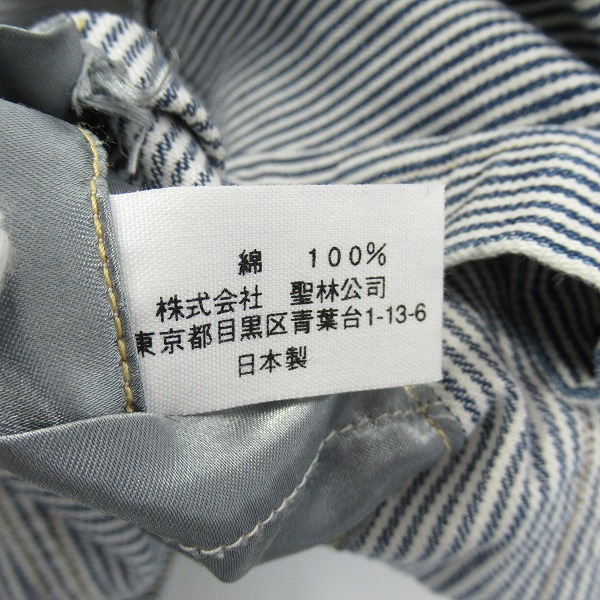 綿　100%
株式会社　聖林公司
東京都目黒区青葉台1-13-6
日本製